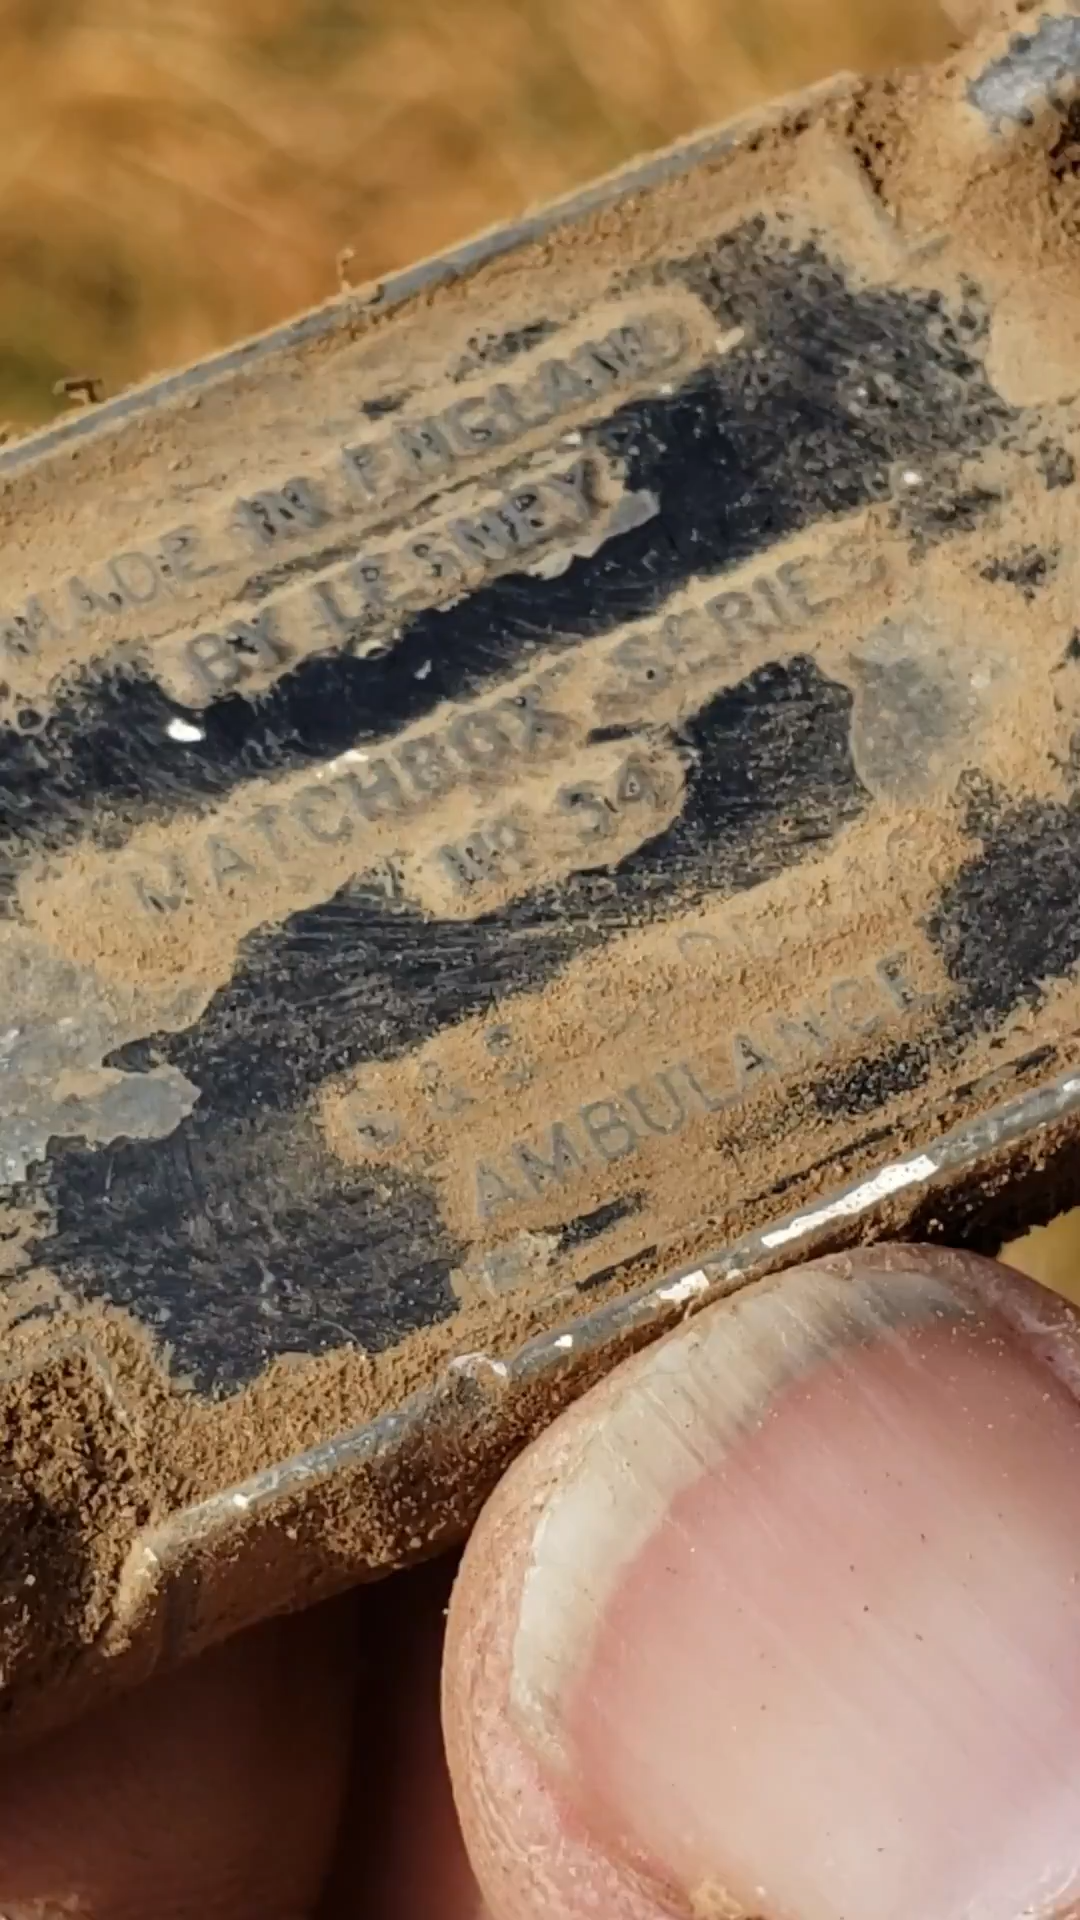 MADE IN ENGLAND
BY LESNEY
MATCHBOX SERIES
Nº 54
S & S
AMBULANCE